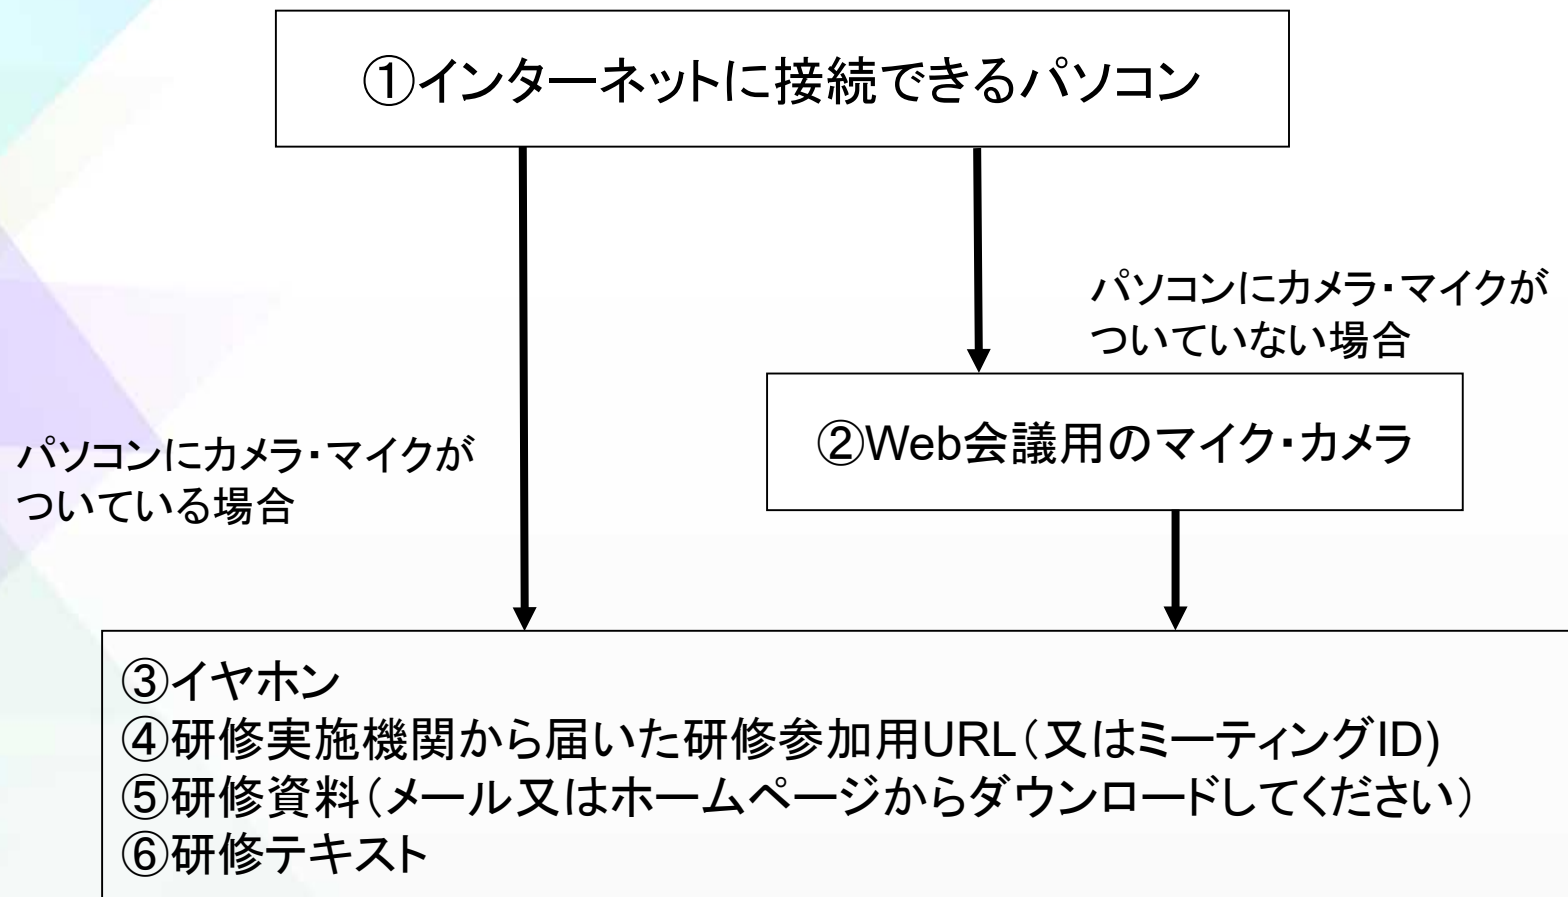 ①インターネットに接続できるパソコン
パソコンにカメラ・マイクが
ついていない場合
②Web会議用のマイク・カメラ
パソコンにカメラ・マイクが
ついている場合
③イヤホン
④研修実施機関から届いた研修参加用URL（又はミーティングID)
⑤研修資料（メール又はホームページからダウンロードしてください）
⑥研修テキスト